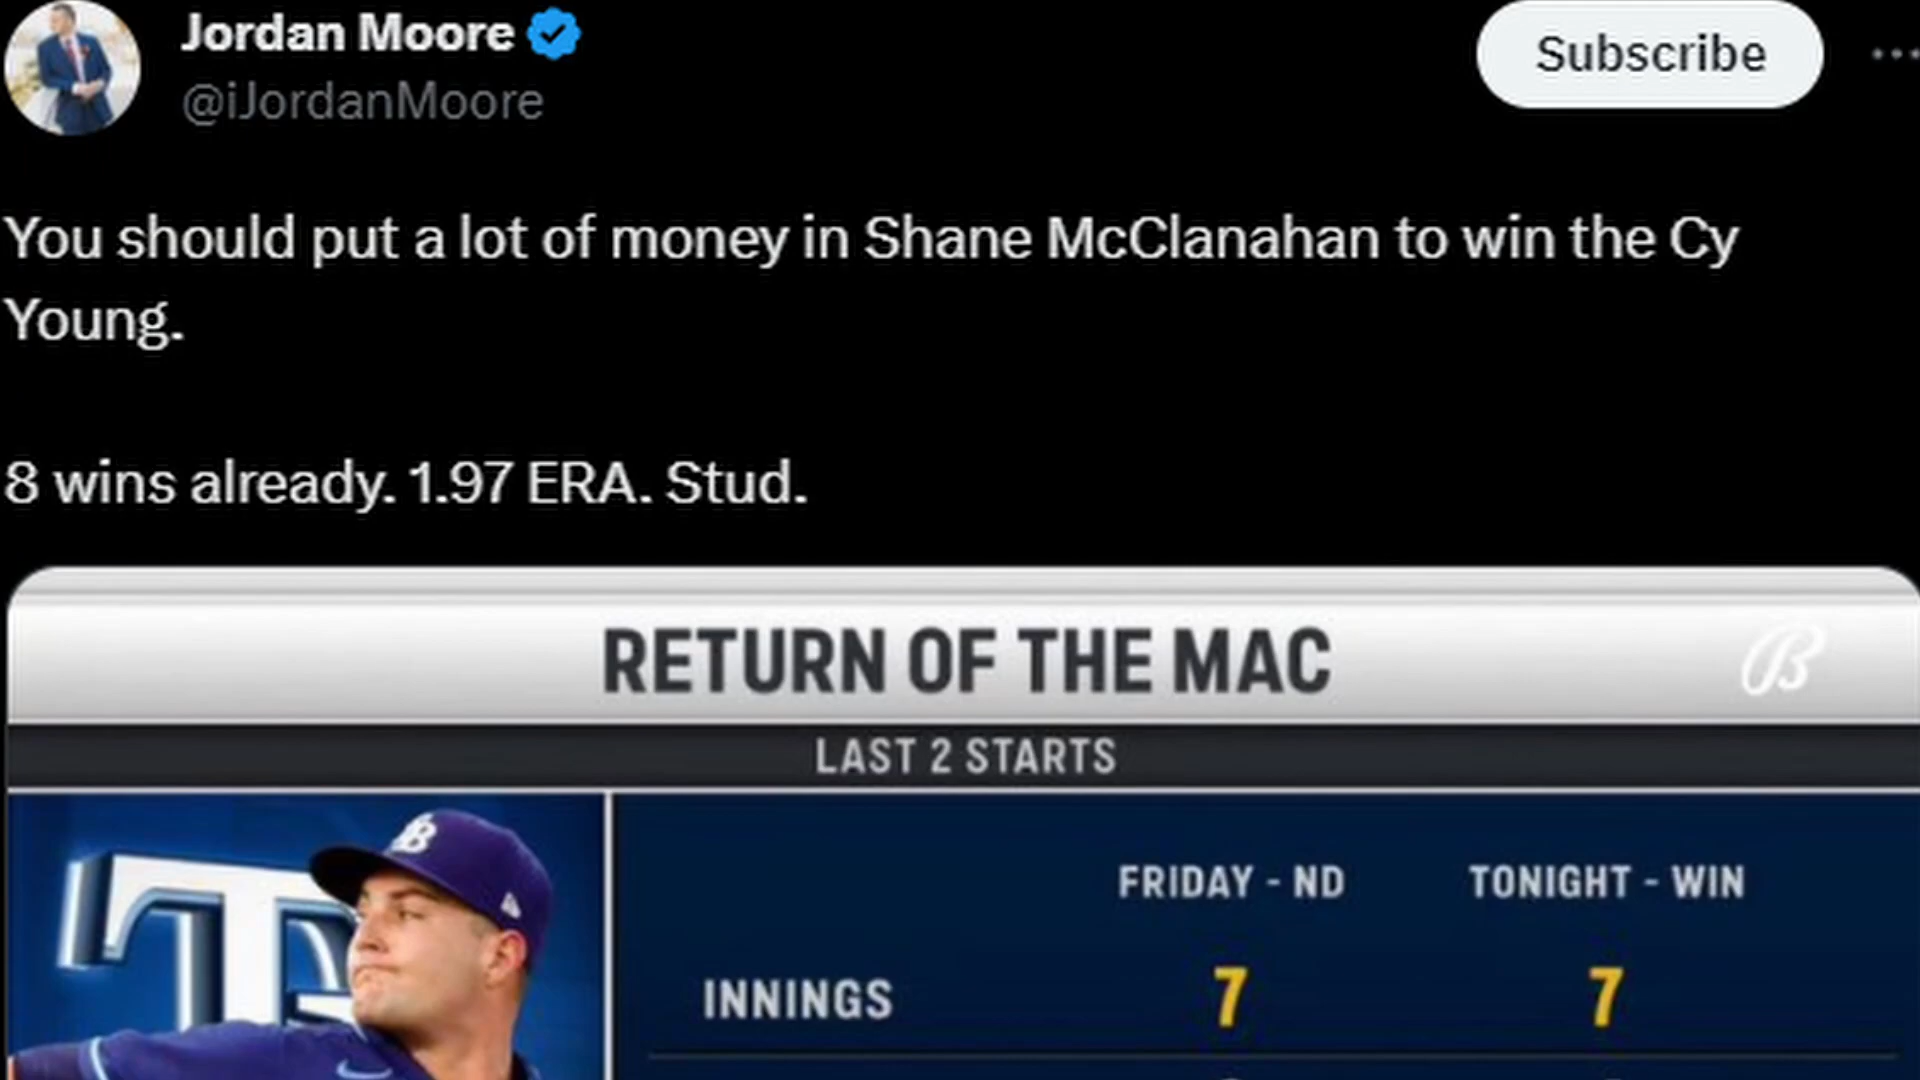 Jordan Moore
@iJordanMoore
Subscribe
You should put a lot of money in Shane McClanahan to win the Cy
Young.
8 wins already. 1.97 ERA. Stud.
RETURN OF THE MAC
B
LAST 2 STARTS
TB
FRIDAY - ND TONIGHT - WIN
INNINGS 7 7